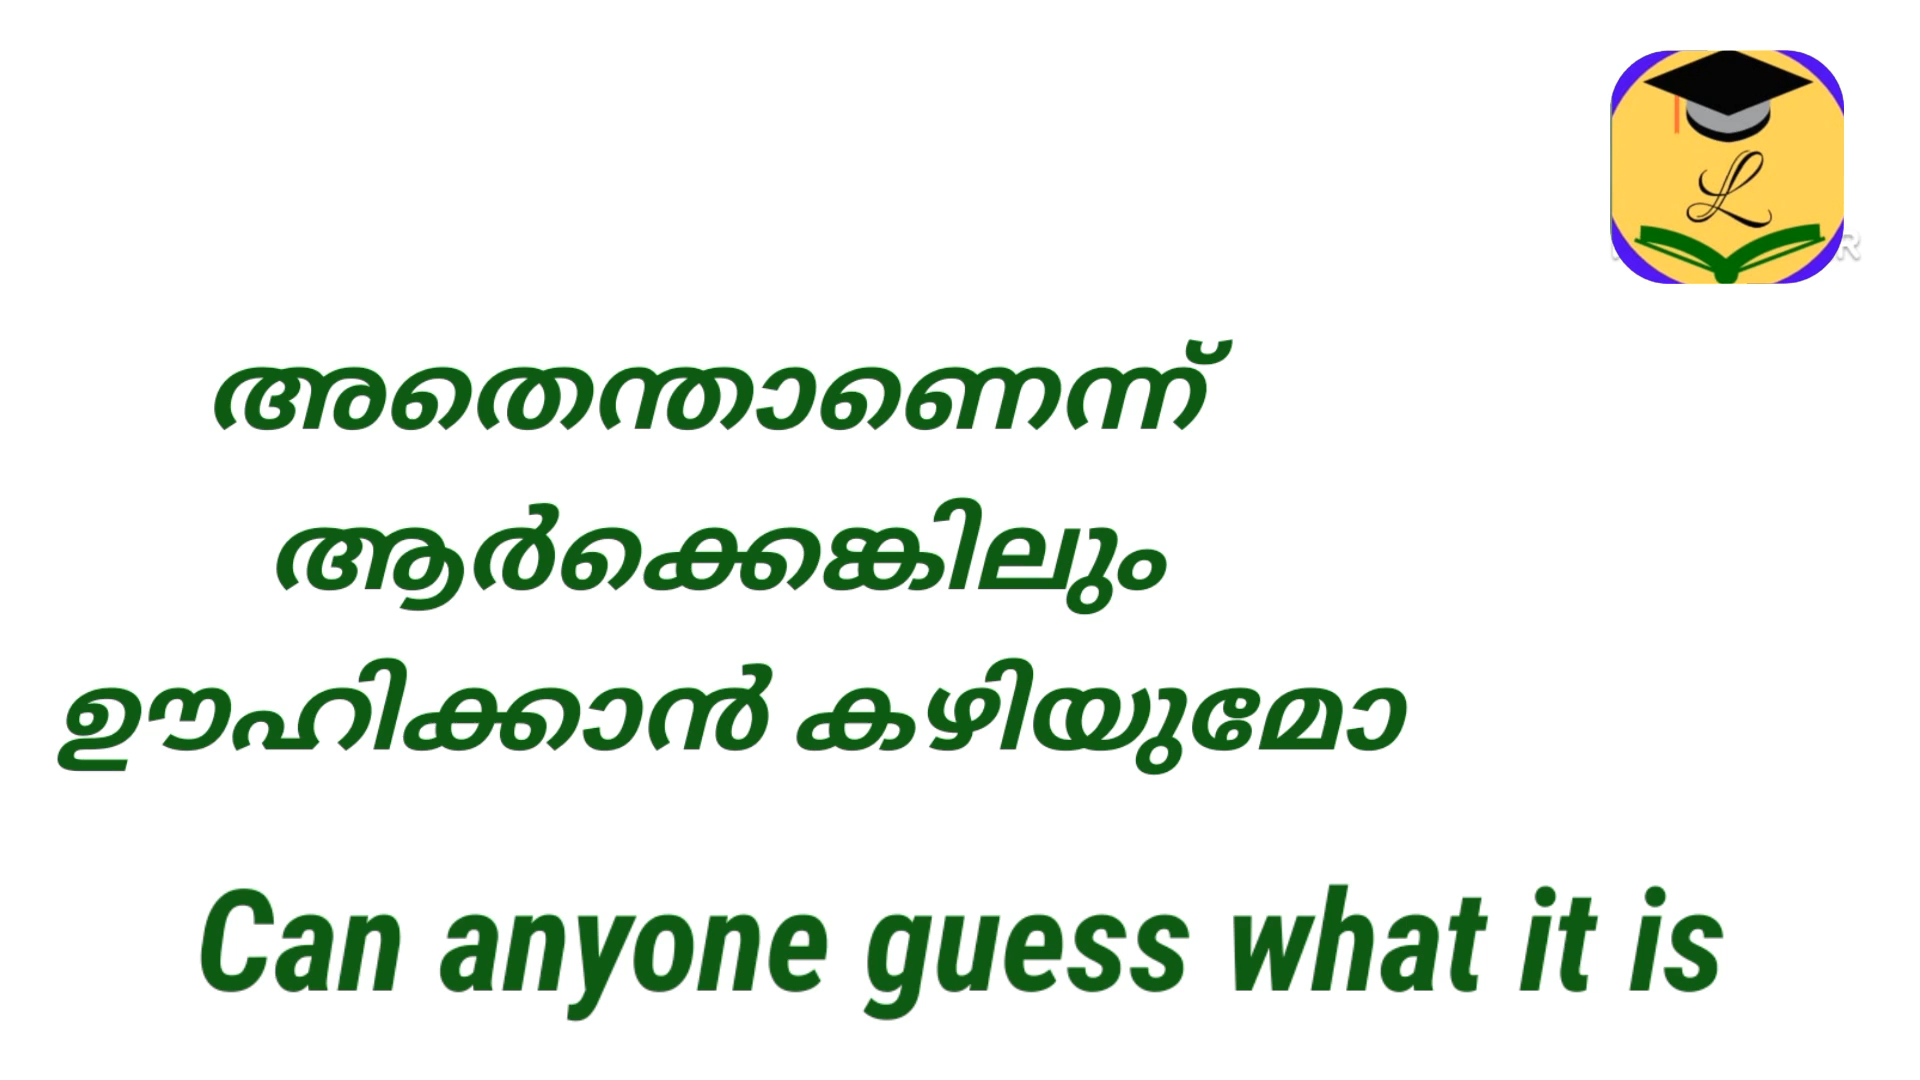 L
അതെന്താണെന്ന്
ആർക്കെങ്കിലും
ഊഹിക്കാൻ കഴിയുമോ
Can anyone guess what it is